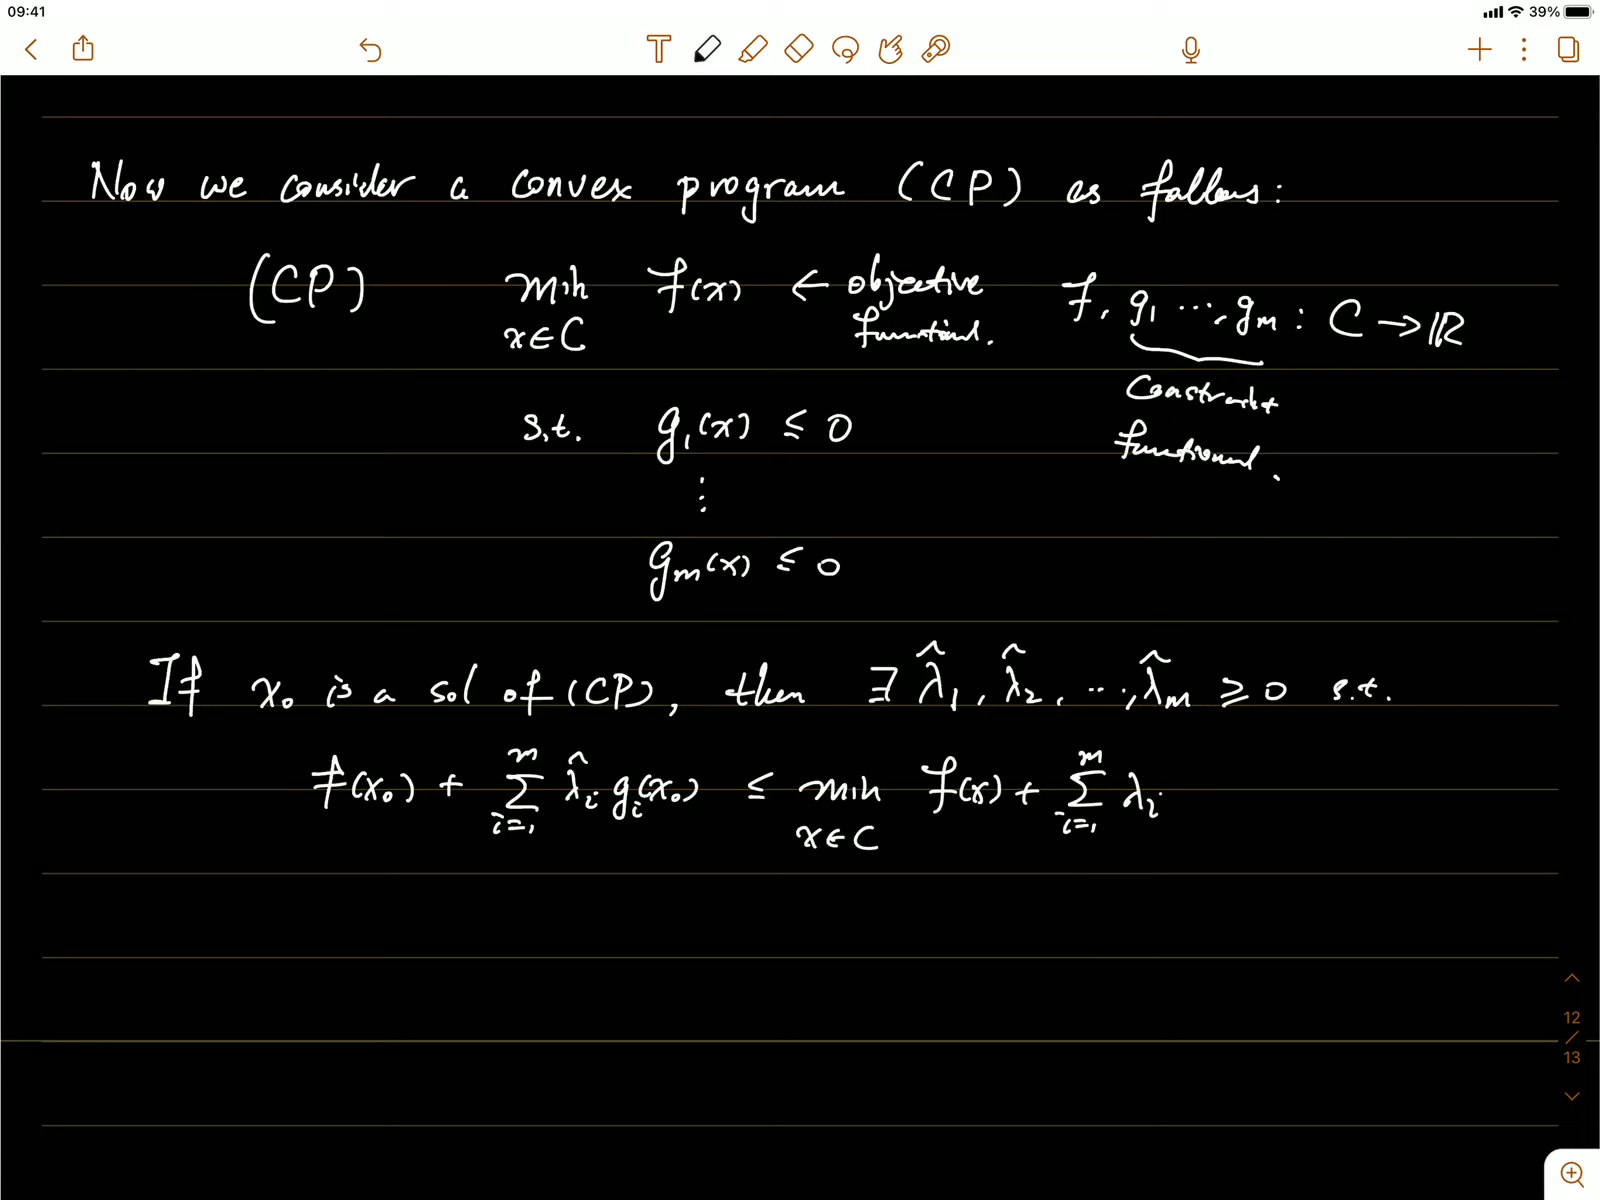 09:41 39%
Now we consider a convex program (CP) as follows:
(CP) min f(x) ← objective f, g₁ ⋯, gₘ : C → ℝ
x∈C functional.
constraint
s.t. g₁(x) ≤ 0
functional.
⋮
gₘ(x) ≤ 0
If x₀ is a sol of (CP), then ∃ λ̂₁, λ̂₂, ⋯, λ̂ₘ ≥ 0 s.t.
f(x₀) + ∑ᵢ₌₁ᵐ λ̂ᵢ gᵢ(x₀) ≤ min f(x) + ∑ᵢ₌₁ᵐ λᵢ
x∈C
12
/
13